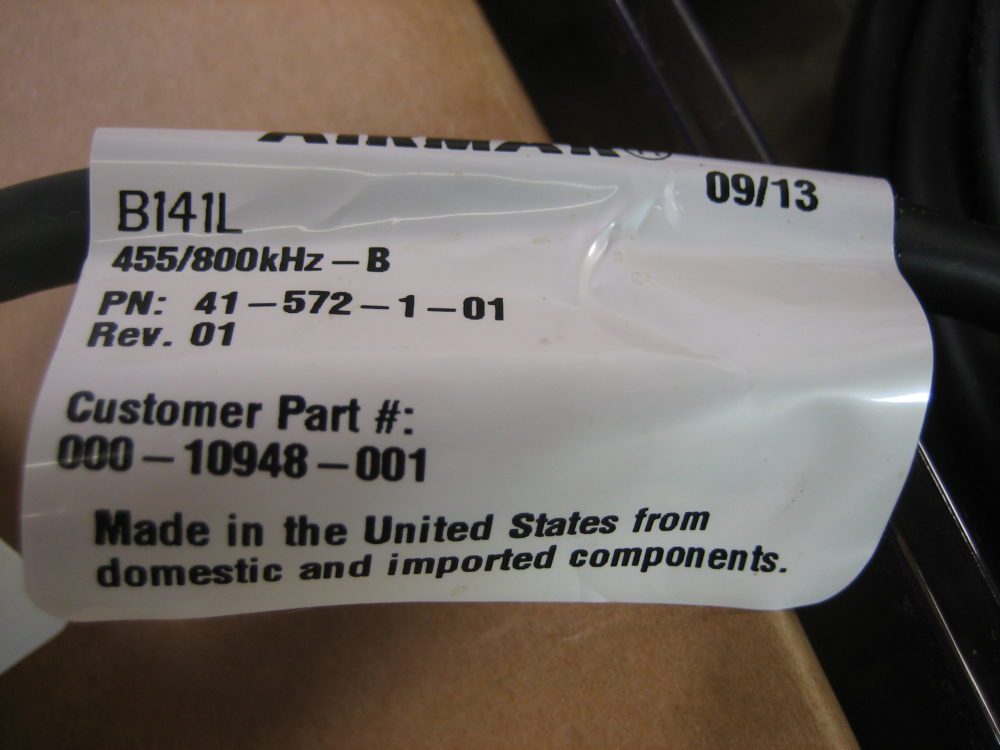 AIRMAR®
09/13
B141L
455/800kHz – B
PN: 41 – 572 – 1 – 01
Rev. 01
Customer Part #:
000 – 10948 – 001
Made in the United States from
domestic and imported components.